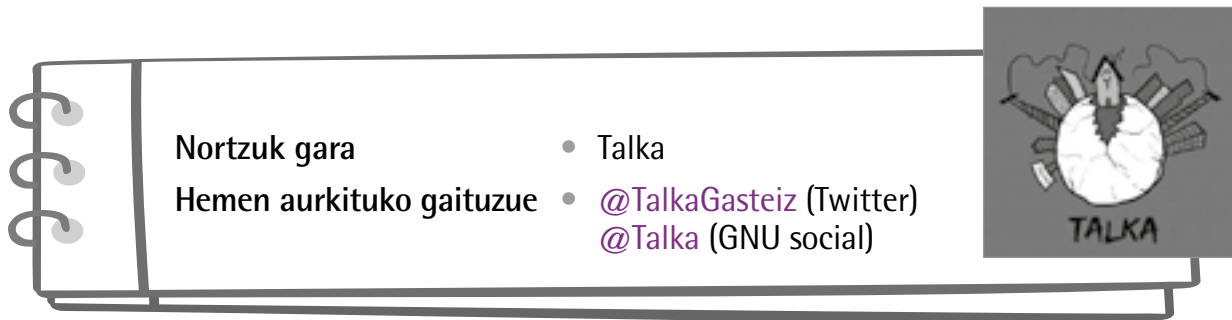 Nortzuk gara • Talka
Hemen aurkituko gaituzue • @TalkaGasteiz (Twitter)
@Talka (GNU social)
TALKA